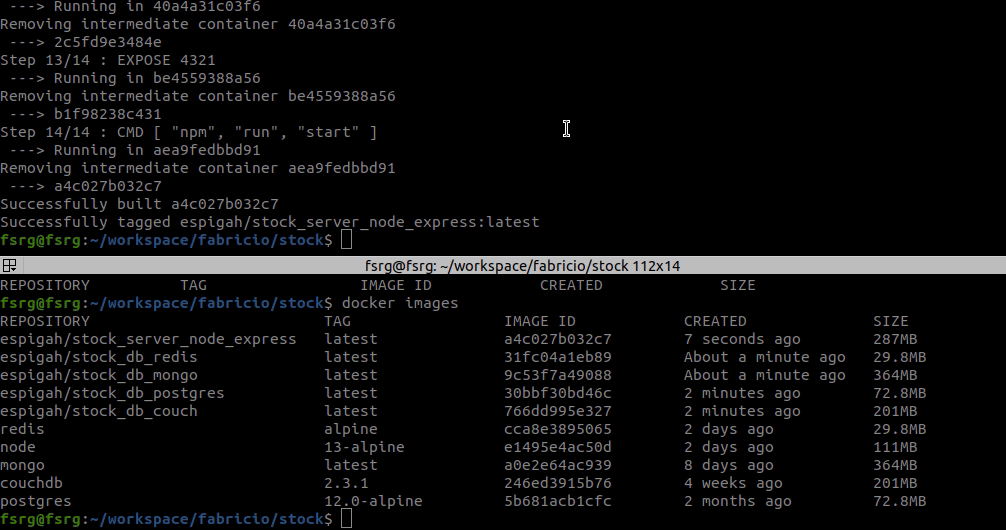 ---> Running in 40a4a31c03f6
Removing intermediate container 40a4a31c03f6
---> 2c5fd9e3484e
Step 13/14 : EXPOSE 4321
---> Running in be4559388a56
Removing intermediate container be4559388a56
---> b1f98238c431
Step 14/14 : CMD [ "npm", "run", "start" ]
---> Running in aea9fedbbd91
Removing intermediate container aea9fedbbd91
---> a4c027b032c7
Successfully built a4c027b032c7
Successfully tagged espigah/stock_server_node_express:latest
fsrg@fsrg:~/workspace/fabricio/stock$
fsrg@fsrg: ~/workspace/fabricio/stock 112x14
REPOSITORY TAG IMAGE ID CREATED SIZE
fsrg@fsrg:~/workspace/fabricio/stock$ docker images
REPOSITORY TAG IMAGE ID CREATED SIZE
espigah/stock_server_node_express latest a4c027b032c7 7 seconds ago 287MB
espigah/stock_db_redis latest 31fc04a1eb89 About a minute ago 29.8MB
espigah/stock_db_mongo latest 9c53f7a49088 About a minute ago 364MB
espigah/stock_db_postgres latest 30bbf30bd46c 2 minutes ago 72.8MB
espigah/stock_db_couch latest 766dd995e327 2 minutes ago 201MB
redis alpine cca8e3895065 2 days ago 29.8MB
node 13-alpine e1495e4ac50d 2 days ago 111MB
mongo latest a0e2e64ac939 8 days ago 364MB
couchdb 2.3.1 246ed3915b76 4 weeks ago 201MB
postgres 12.0-alpine 5b681acb1cfc 2 months ago 72.8MB
fsrg@fsrg:~/workspace/fabricio/stock$